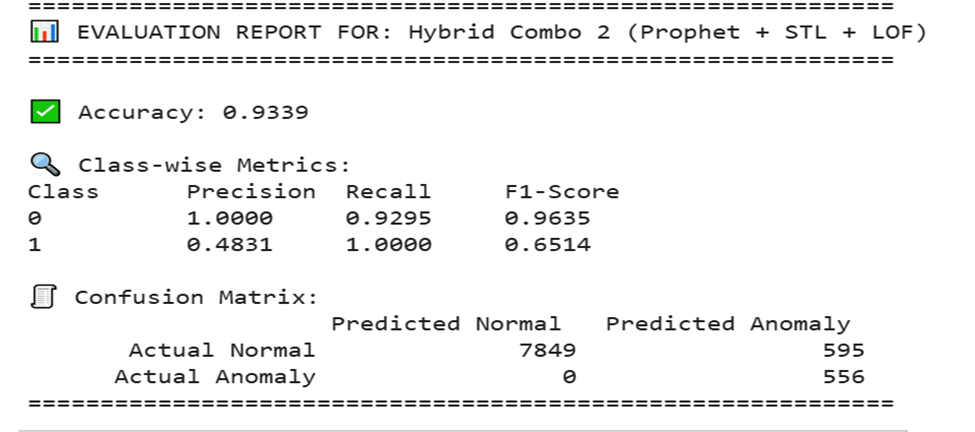 ============================================================
📊 EVALUATION REPORT FOR: Hybrid Combo 2 (Prophet + STL + LOF)
============================================================
✅ Accuracy: 0.9339
🔍 Class-wise Metrics:
Class Precision Recall F1-Score
0 1.0000 0.9295 0.9635
1 0.4831 1.0000 0.6514
🧾 Confusion Matrix:
Predicted Normal Predicted Anomaly
Actual Normal 7849 595
Actual Anomaly 0 556
============================================================